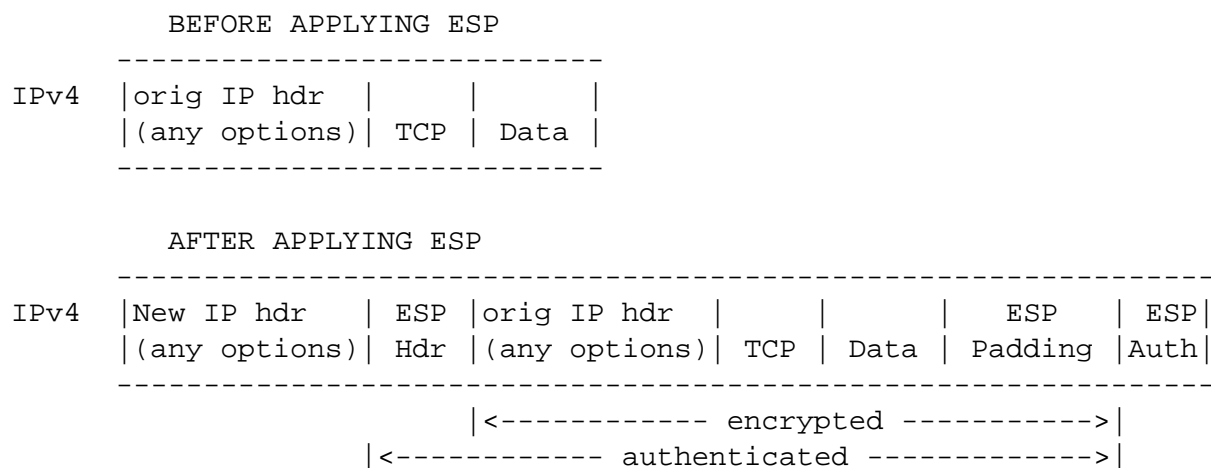 BEFORE APPLYING ESP
----------------------------
IPv4  |orig IP hdr  |     |      |
      |(any options)| TCP | Data |
----------------------------
AFTER APPLYING ESP
---------------------------------------------------------------
IPv4  |New IP hdr   | ESP |orig IP hdr  |     |      |   ESP   | ESP|
      |(any options)| Hdr |(any options)| TCP | Data | Padding |Auth|
---------------------------------------------------------------
|<------------ encrypted ----------->|
|<------------ authenticated ------------->|